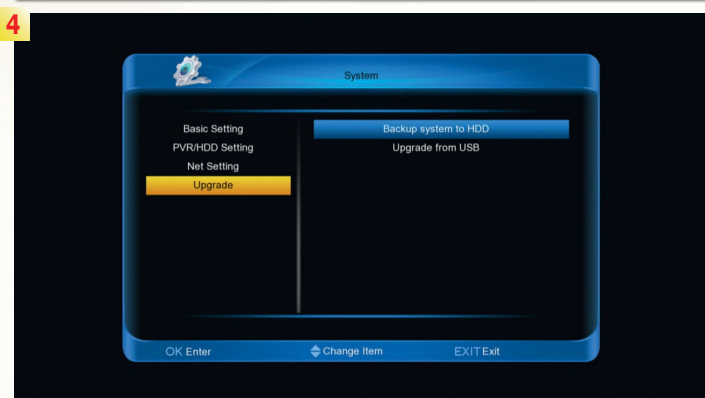 4
System
Basic Setting
PVR/HDD Setting
Net Setting
Upgrade
Backup system to HDD
Upgrade from USB
OK Enter Change Item EXIT Exit